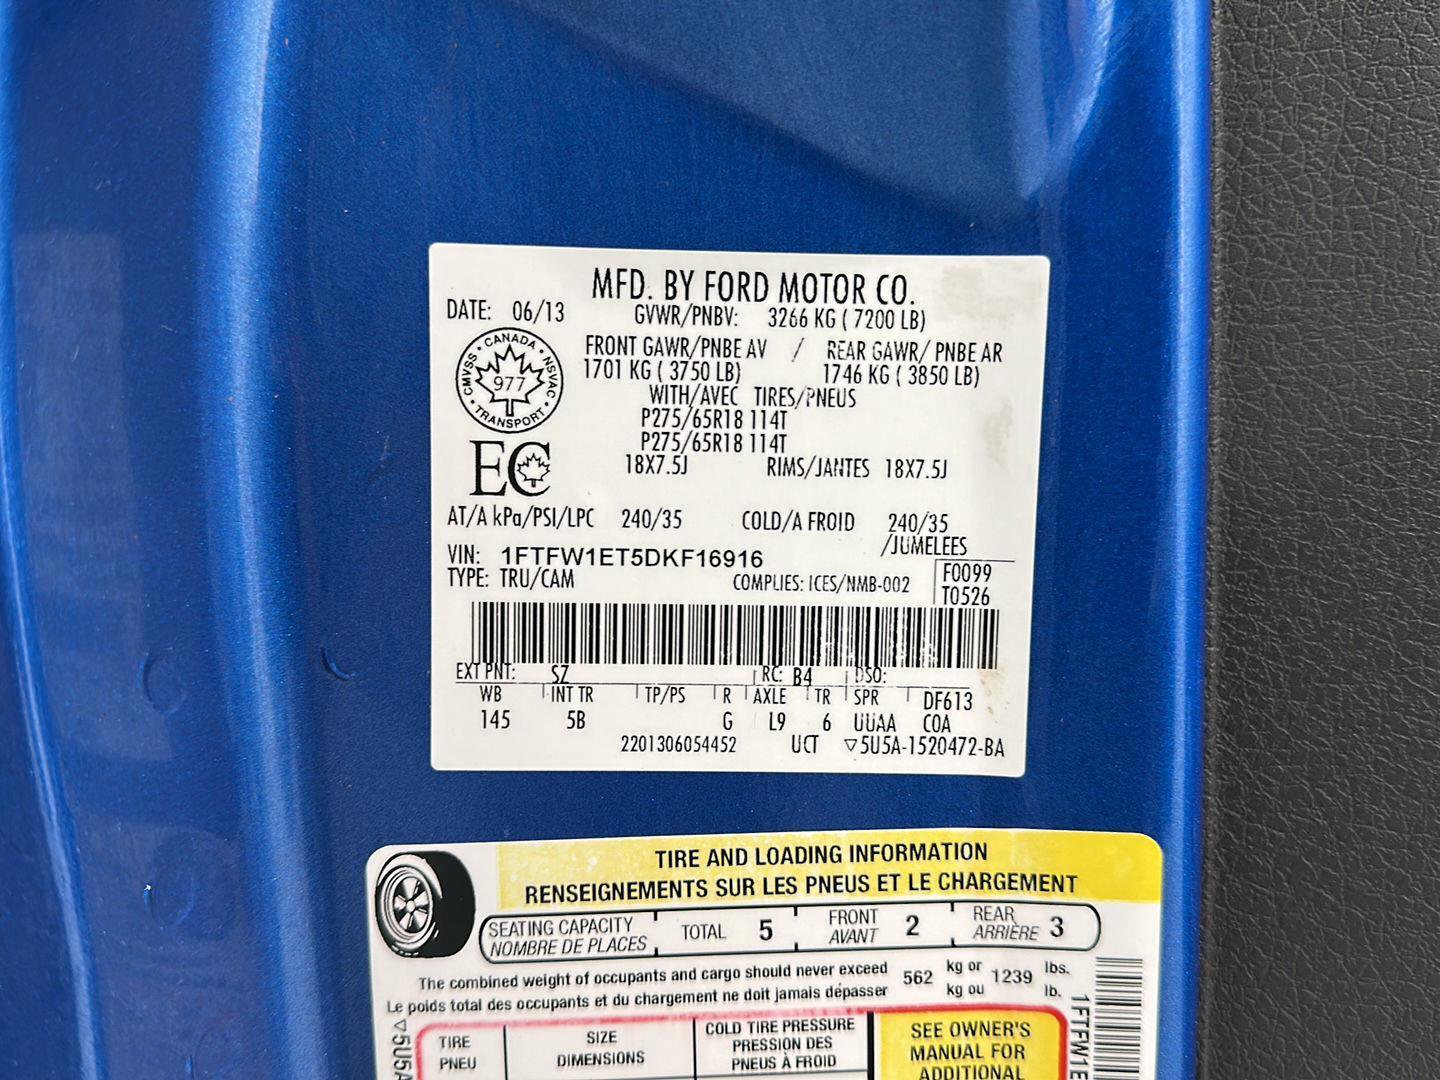 MFD. BY FORD MOTOR CO.
DATE: 06/13
GVWR/PNBV: 3266 KG ( 7200 LB)
FRONT GAWR/PNBE AV / REAR GAWR/ PNBE AR
1701 KG ( 3750 LB) 1746 KG ( 3850 LB)
WITH/AVEC TIRES/PNEUS
P275/65R18 114T
P275/65R18 114T
18X7.5J RIMS/JANTES 18X7.5J
CANADA
CMVSS
NSVAC
977
TRANSPORT
EC
AT/A kPa/PSI/LPC 240/35 COLD/A FROID 240/35
/JUMELEES
VIN: 1FTFW1ET5DKF16916
TYPE: TRU/CAM COMPLIES: ICES/NMB-002
F0099
T0526
EXT PNT: SZ RC: B4 DSO:
WB INT TR TP/PS R AXLE TR SPR DF613
145 5B G L9 6 UUAA COA
2201306054452 UCT ▽5U5A-1520472-BA
TIRE AND LOADING INFORMATION
RENSEIGNEMENTS SUR LES PNEUS ET LE CHARGEMENT
SEATING CAPACITY
NOMBRE DE PLACES
TOTAL 5
FRONT
AVANT
2
REAR
ARRIÈRE
3
The combined weight of occupants and cargo should never exceed 562 kg or 1239 lbs.
Le poids total des occupants et du chargement ne doit jamais dépasser kg ou lb.
TIRE
PNEU
SIZE
DIMENSIONS
COLD TIRE PRESSURE
PRESSION DES
PNEUS À FROID
SEE OWNER'S
MANUAL FOR
ADDITIONAL
▽5U5A
1FTFW1E